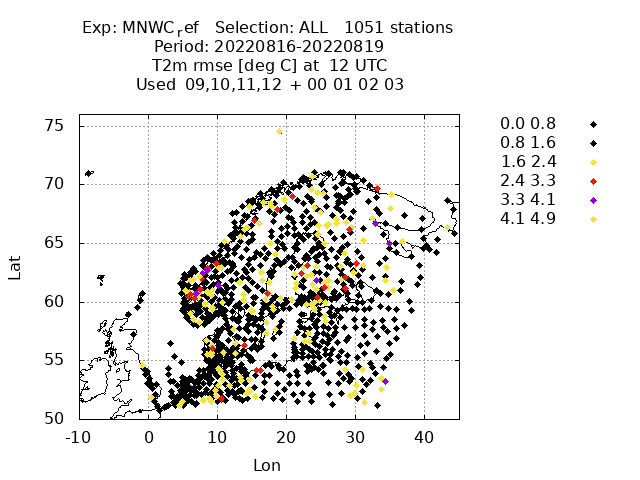 Exp: MNWC_ref Selection: ALL 1051 stations
Period: 20220816-20220819
T2m rmse [deg C] at 12 UTC
Used 09,10,11,12 + 00 01 02 03
0.0 0.8
0.8 1.6
1.6 2.4
2.4 3.3
3.3 4.1
4.1 4.9
75
70
65
60
55
50
Lat
-10 0 10 20 30 40
Lon